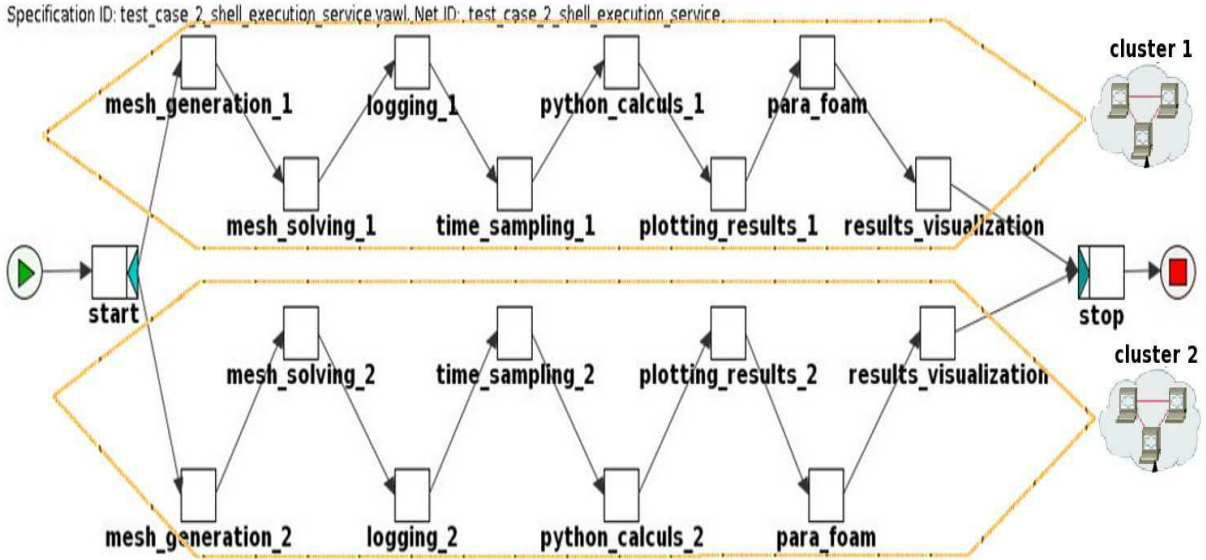 Specification ID: test_case_2_shell_execution_service.yawl, Net ID: test_case_2_shell_execution_service
cluster 1
mesh_generation_1
logging_1
python_calculs_1
para_foam
mesh_solving_1
time_sampling_1
plotting_results_1
results_visualization
start
stop
cluster 2
mesh_solving_2
time_sampling_2
plotting_results_2
results_visualization
mesh_generation_2
logging_2
python_calculs_2
para_foam